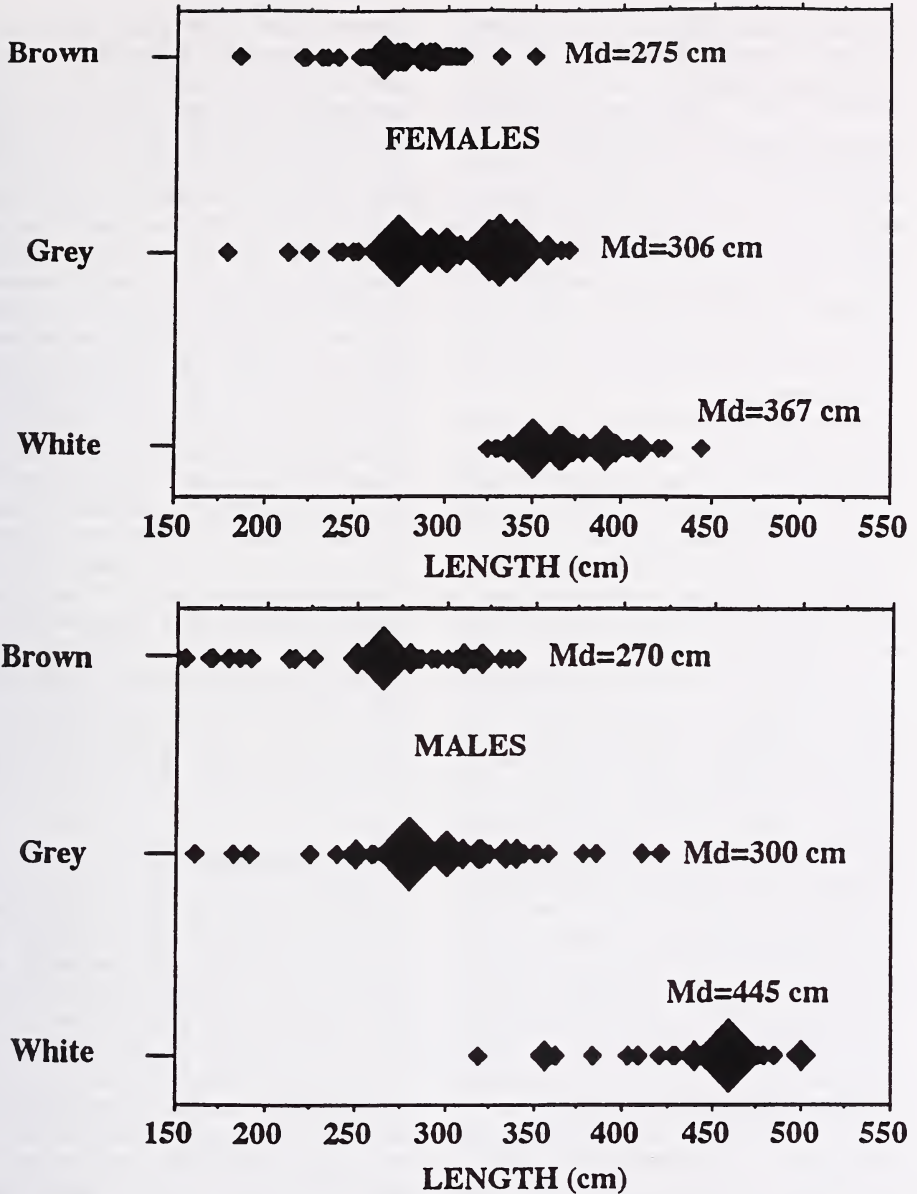 Brown
Md=275 cm
FEMALES
Grey
Md=306 cm
Md=367 cm
White
150 200 250 300 350 400 450 500 550
LENGTH (cm)
Brown
Md=270 cm
MALES
Grey
Md=300 cm
Md=445 cm
White
150 200 250 300 350 400 450 500 550
LENGTH (cm)